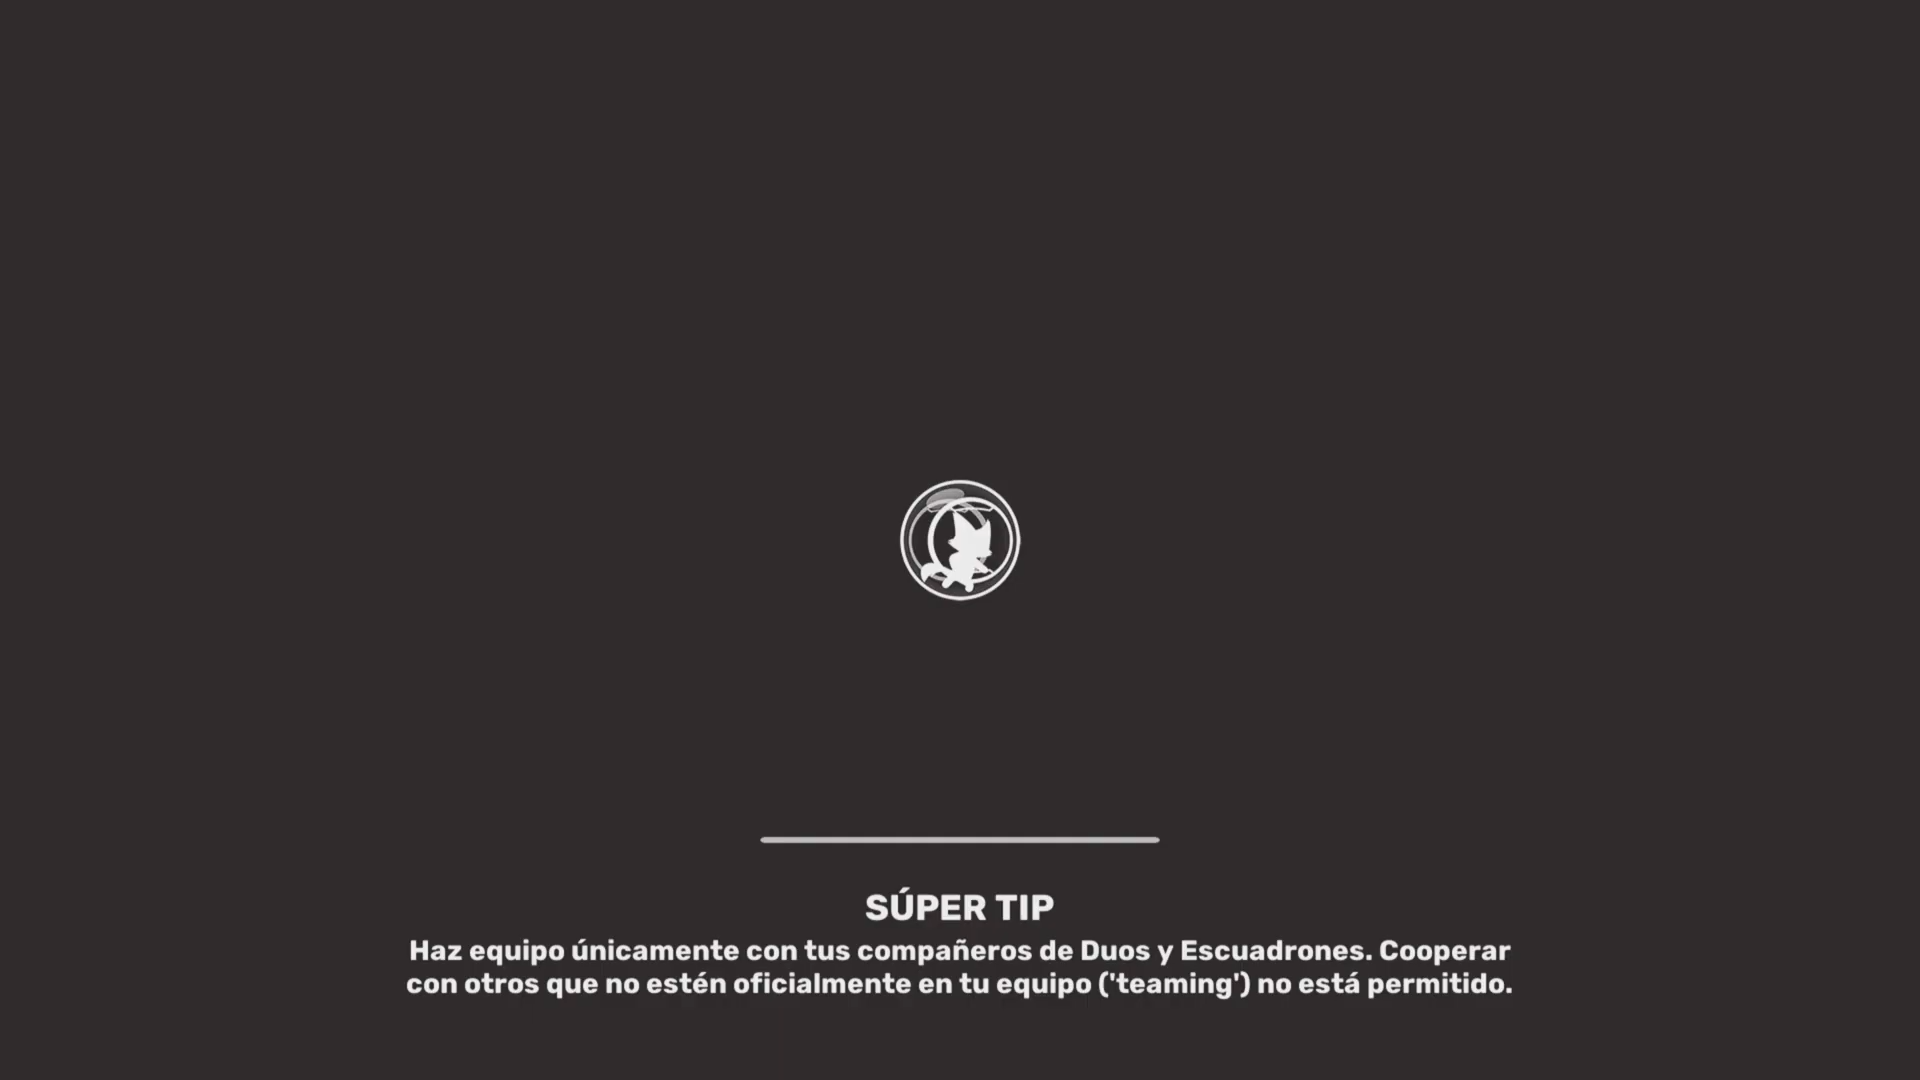 SÚPER TIP
Haz equipo únicamente con tus compañeros de Duos y Escuadrones. Cooperar
con otros que no estén oficialmente en tu equipo ('teaming') no está permitido.